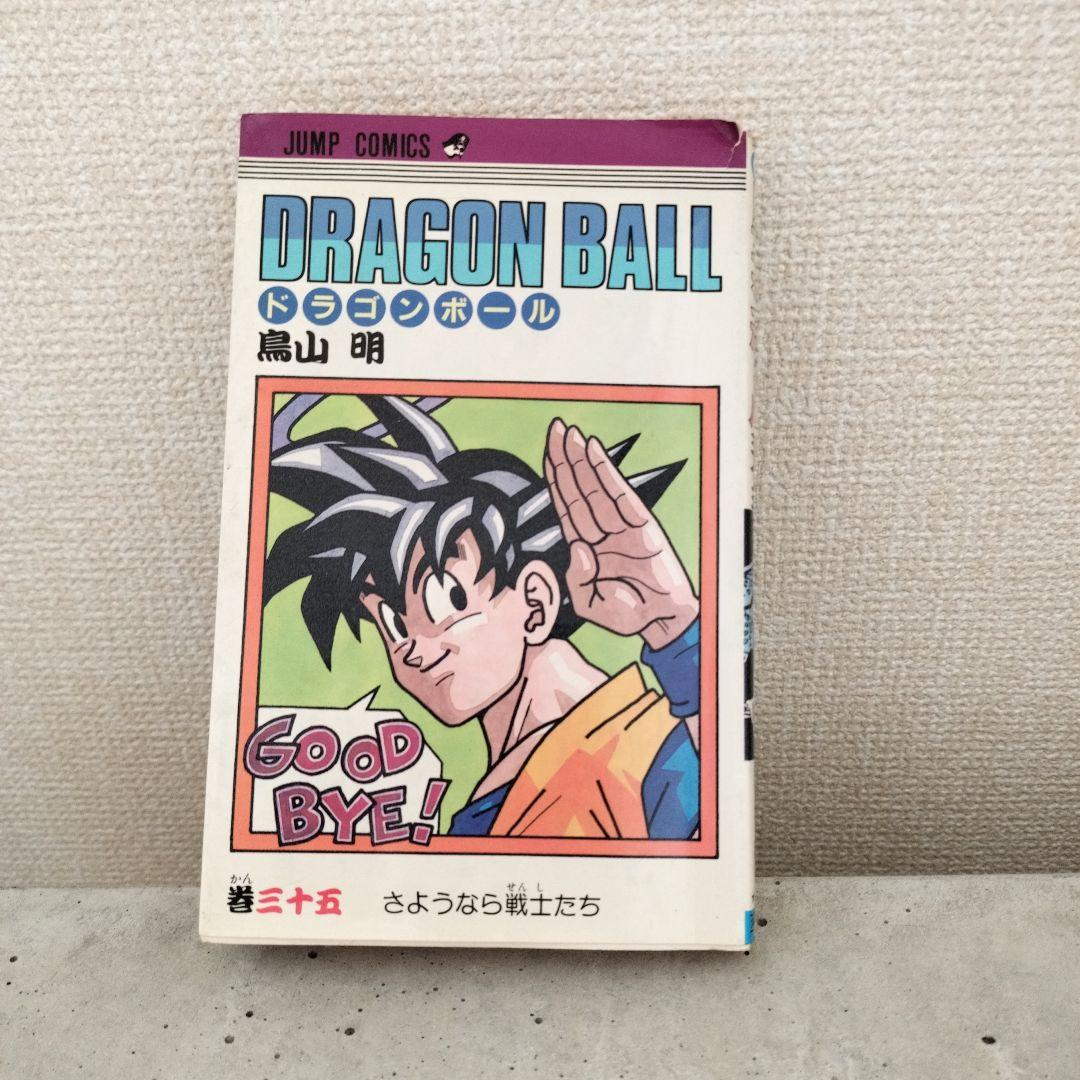 JUMP COMICS
DRAGON BALL
ドラゴンボール
鳥山 明
GOOD
BYE!
かん
巻三十五
せんし
さようなら戦士たち